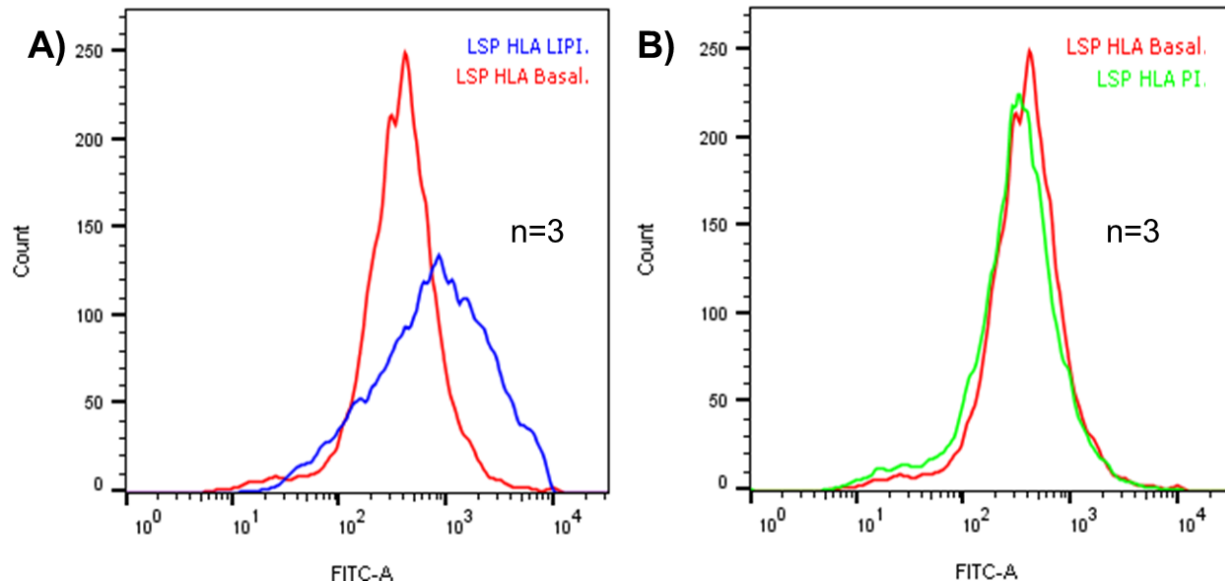 A)
LSP HLA LIPI.
LSP HLA Basal.
n=3
Count
250
200
150
100
50
0
10^0 10^1 10^2 10^3 10^4
FITC-A
B)
LSP HLA Basal.
LSP HLA PI.
n=3
Count
250
200
150
100
50
0
10^0 10^1 10^2 10^3 10^4
FITC-A